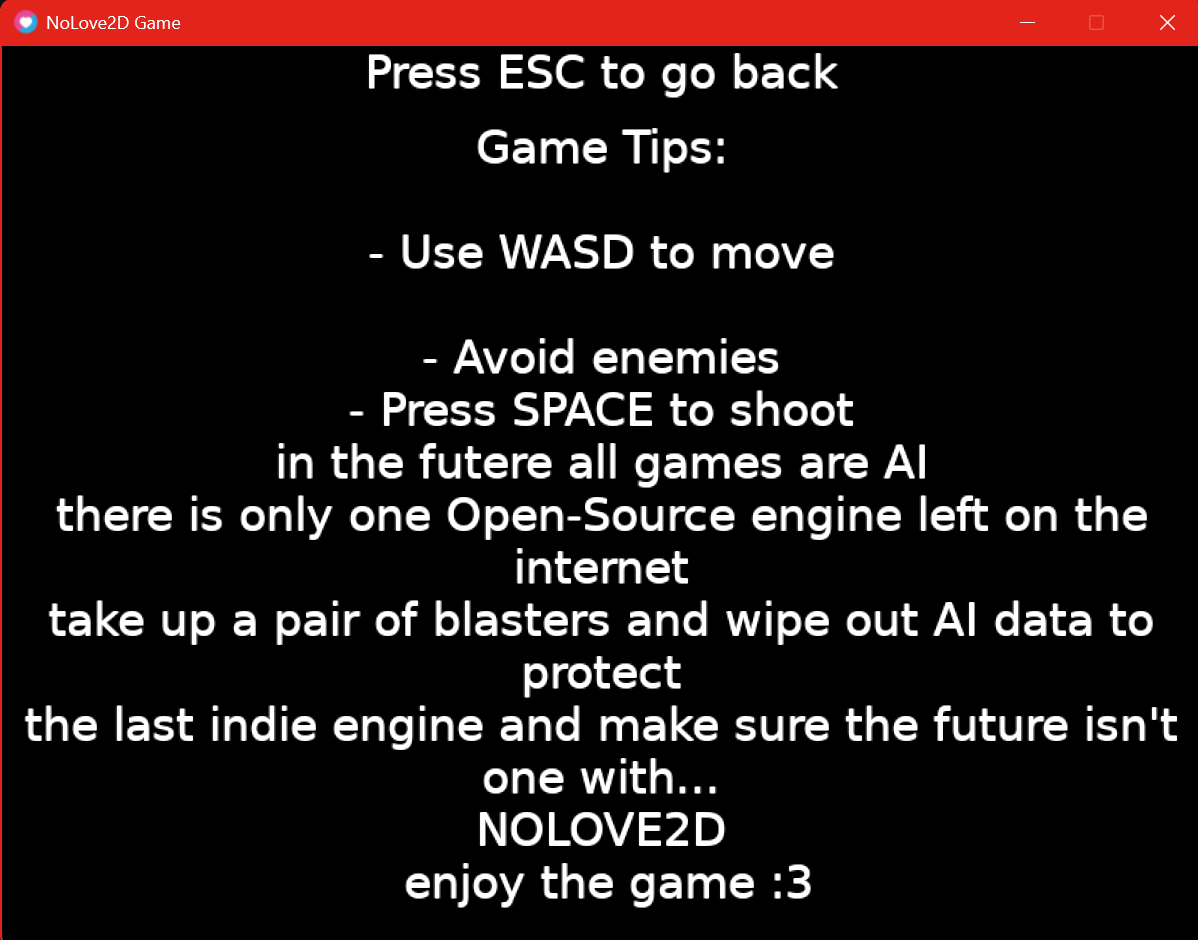 NoLove2D Game
Press ESC to go back
Game Tips:
- Use WASD to move
- Avoid enemies
- Press SPACE to shoot
in the futere all games are AI
there is only one Open-Source engine left on the
internet
take up a pair of blasters and wipe out AI data to
protect
the last indie engine and make sure the future isn't
one with...
NOLOVE2D
enjoy the game :3